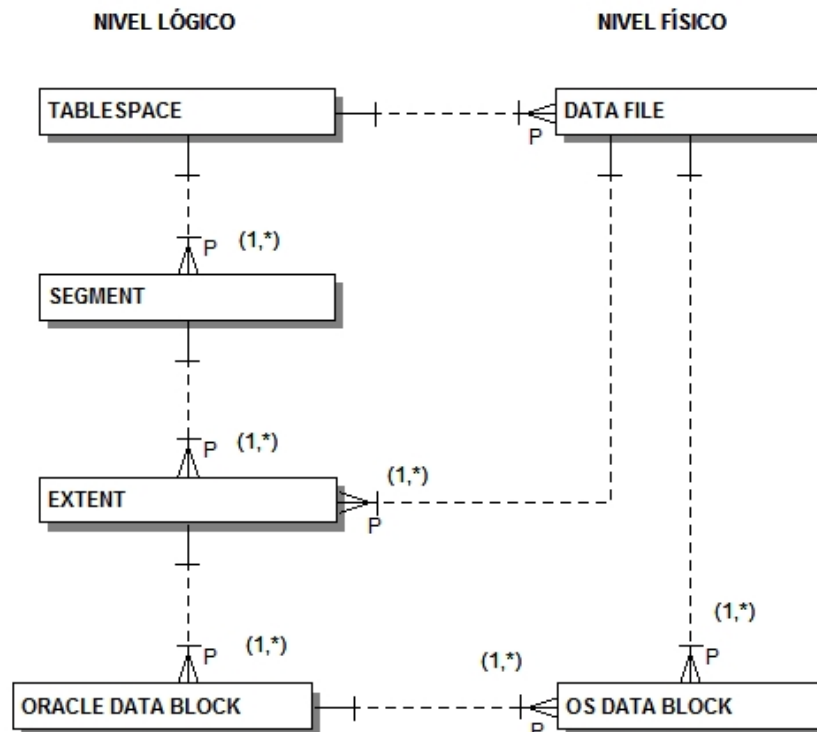 NIVEL LÓGICO
NIVEL FÍSICO
TABLESPACE
DATA FILE
P
P
(1,*)
SEGMENT
P
(1,*)
(1,*)
EXTENT
P
(1,*)
P
(1,*)
P
(1,*)
ORACLE DATA BLOCK
OS DATA BLOCK
P